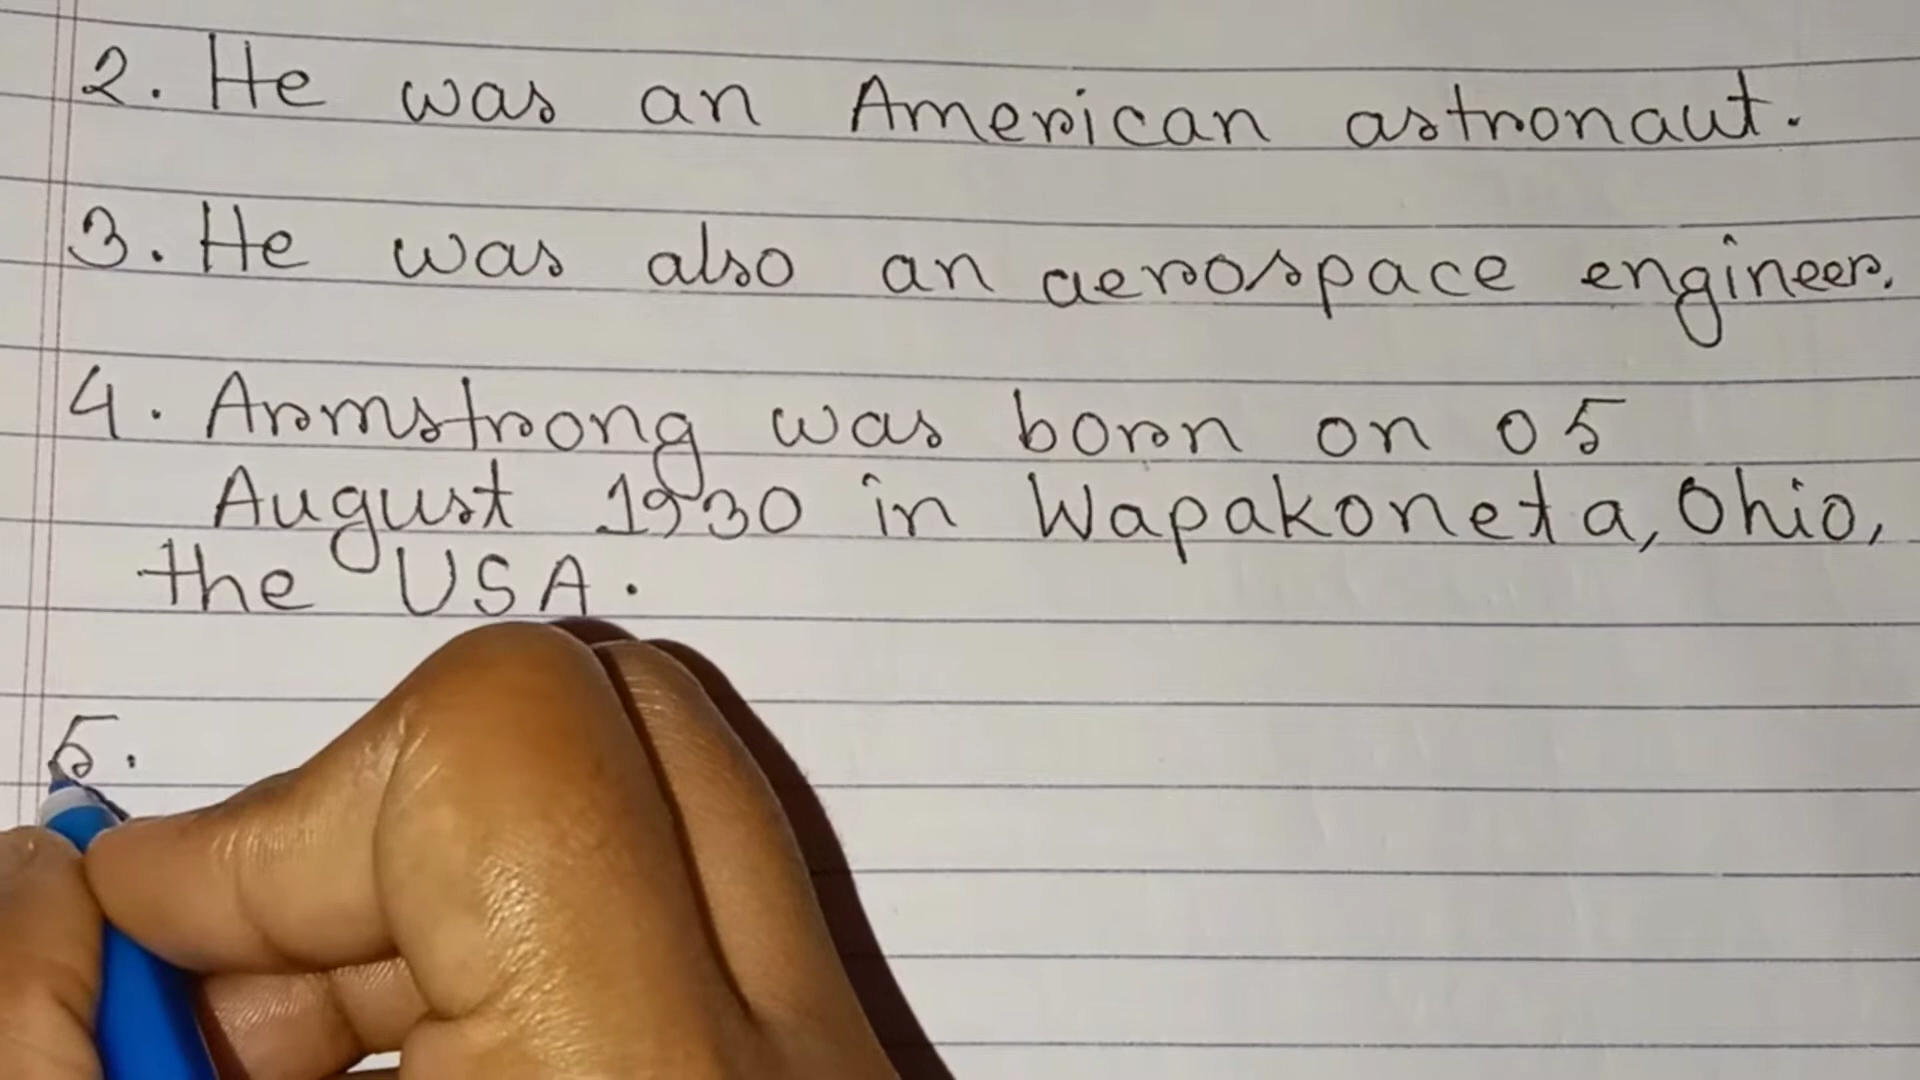 2. He was an American astronaut.
3. He was also an aerospace engineer.
4. Armstrong was born on 05
August 1930 in Wapakoneta, Ohio,
the USA.
5.